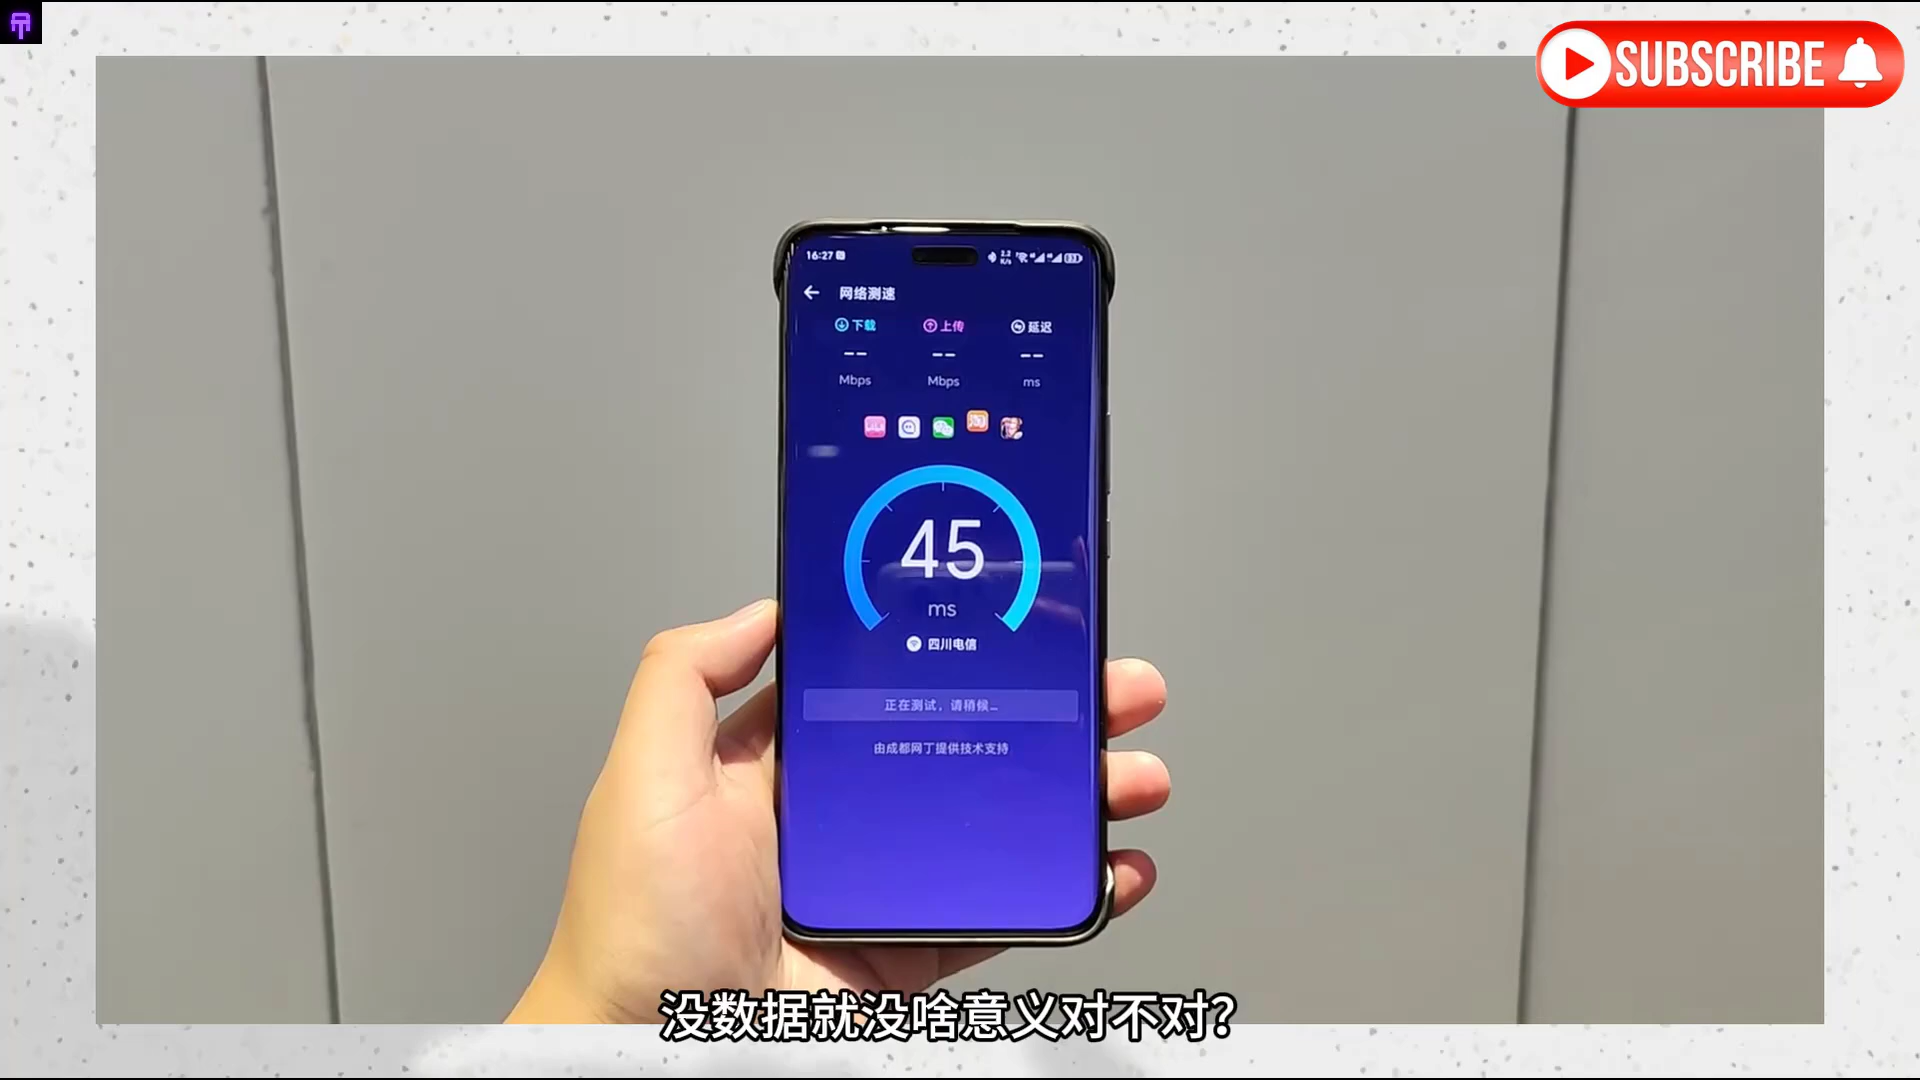 SUBSCRIBE
16:27
网络测速
下载
上传
延迟
--
--
--
Mbps
Mbps
ms
45
ms
四川电信
正在测试，请稍候...
由成都网丁提供技术支持
没数据就没啥意义对不对？